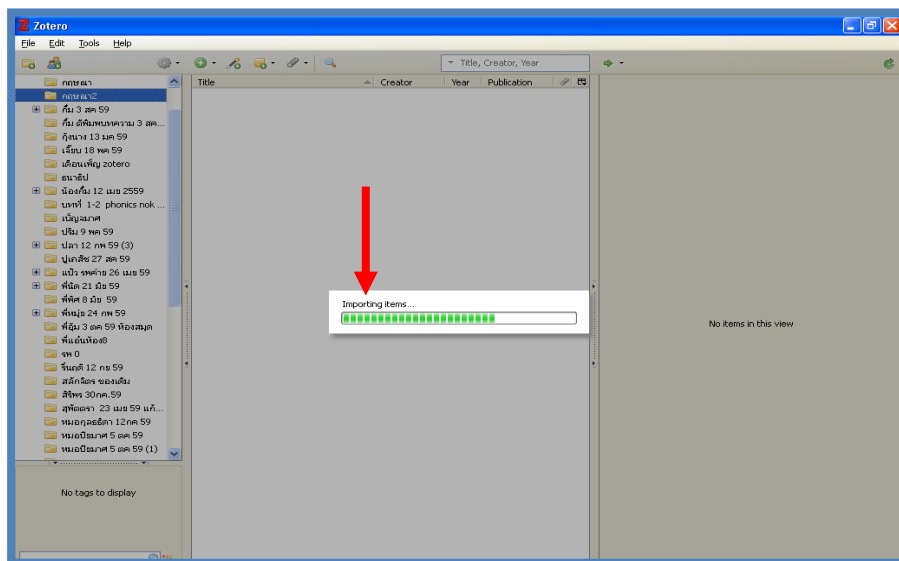 Zotero
File Edit Tools Help
Title, Creator, Year
Title Creator Year Publication
กฤษณา
กฤษณา2
กิ๊ม 3 สค 59
กิ๊ม ตีพิมพบทความ 3 สค...
กุ้งนาง 13 มค 59
เจี๊ยบ 18 พค 59
เดือนเพ็ญ zotero
ธนาธิป
น้องกิ๊ม 12 เมย 2559
บทที่ 1-2 phonics nok ...
เบ็ญจมาศ
ปริม 9 พค 59
ปลา 12 กพ 59 (3)
ปูเกสัช 27 สค 59
แป๋ว รพค่าย 26 เมย 59
พี่นิด 21 มิย 59
พี่พิศ 8 มิย 59
พี่หมุ่ย 24 กพ 59
พี่อุ้ม 3 ตค 59 ห้องสมุด
พี่แอ๋นห้อง8
รพ 0
รื่นฤดี 12 กย 59
สลักจิตร ของเดิม
สิริพร 30กค.59
สุพัตตรา 23 เมย 59 แก้...
หมอกุลธธิดา 12กค 59
หมอปิยมาศ 5 ตค 59
หมอปิยมาศ 5 ตค 59 (1)
Importing items...
No items in this view
No tags to display